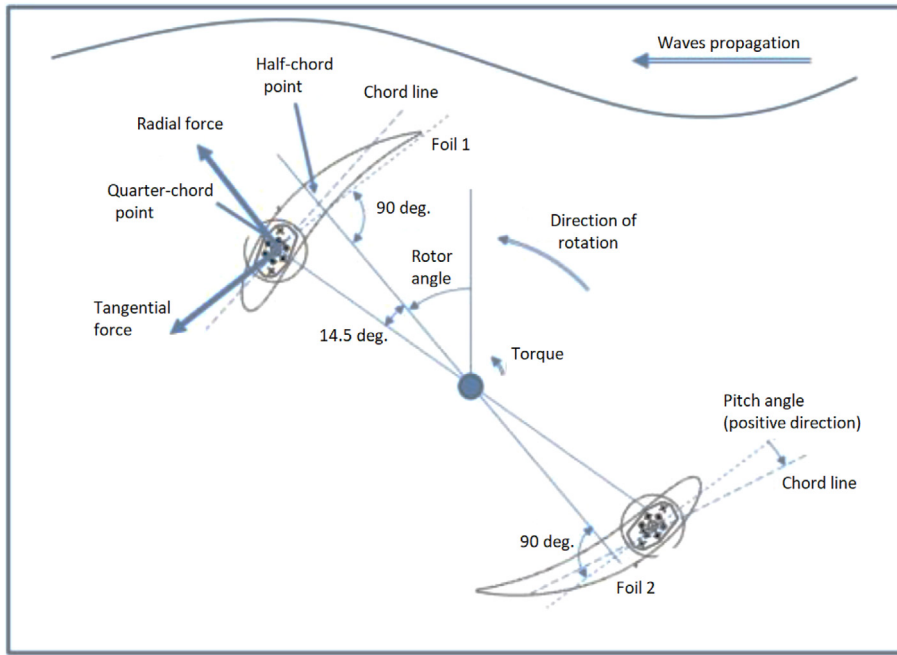 Waves propagation
Half-chord
point
Chord line
Radial force
Foil 1
Quarter-chord
point
90 deg.
Direction of
rotation
Rotor
angle
Tangential
force
14.5 deg.
Torque
Pitch angle
(positive direction)
Chord line
90 deg.
Foil 2